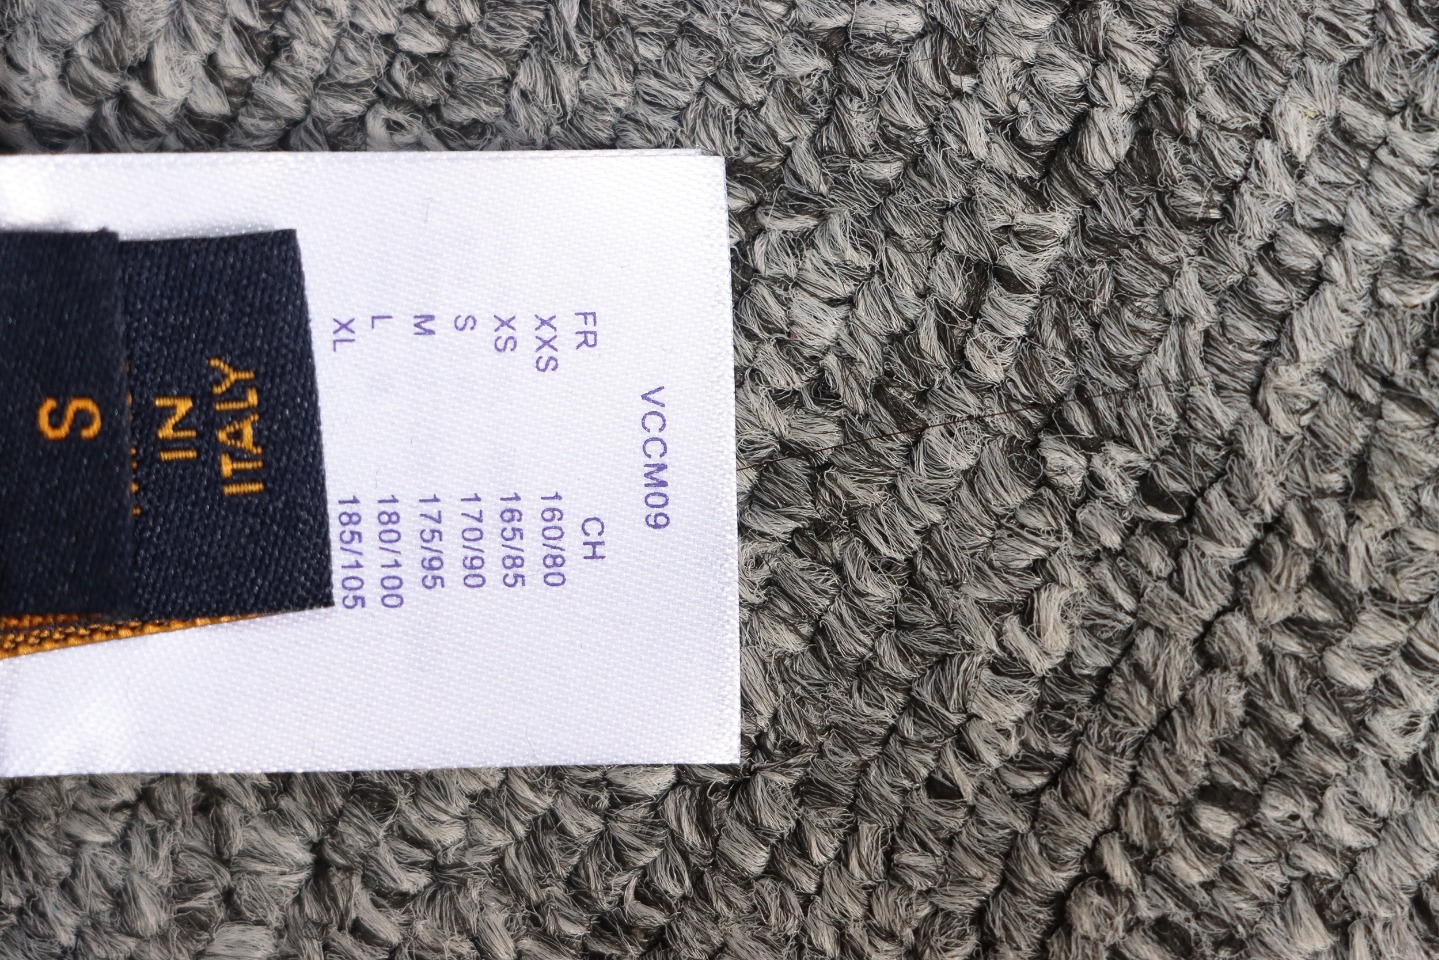 VCCM09
FR CH
XXS 160/80
XS 165/85
S 170/90
M 175/95
L 180/100
XL 185/105
S
IN
ITALY